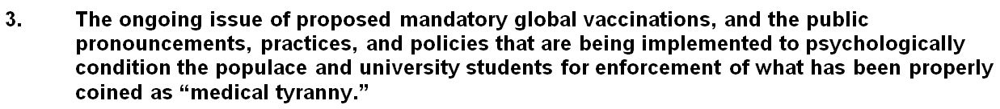 3. The ongoing issue of proposed mandatory global vaccinations, and the public
pronouncements, practices, and policies that are being implemented to psychologically
condition the populace and university students for enforcement of what has been properly
coined as “medical tyranny.”